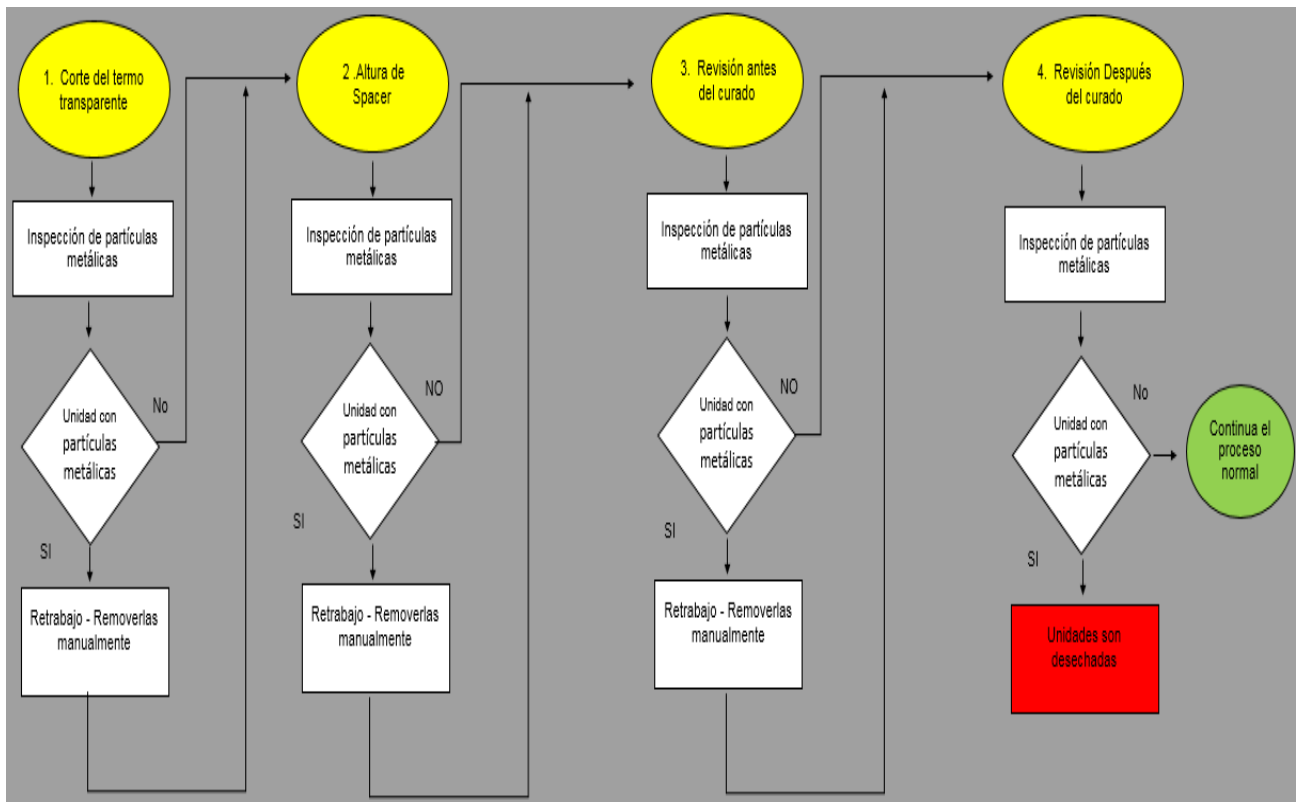 1. Corte del termo
transparente
Inspección de partículas
metálicas
Unidad con
partículas
metálicas
No
SI
Retrabajo - Removerlas
manualmente
2 .Altura de
Spacer
Inspección de partículas
metálicas
Unidad con
partículas
metálicas
NO
SI
Retrabajo - Removerlas
manualmente
3. Revisión antes
del curado
Inspección de partículas
metálicas
Unidad con
partículas
metálicas
NO
SI
Retrabajo - Removerlas
manualmente
4. Revisión Después
del curado
Inspección de partículas
metálicas
Unidad con
partículas
metálicas
No
Continua el
proceso
normal
SI
Unidades son
desechadas